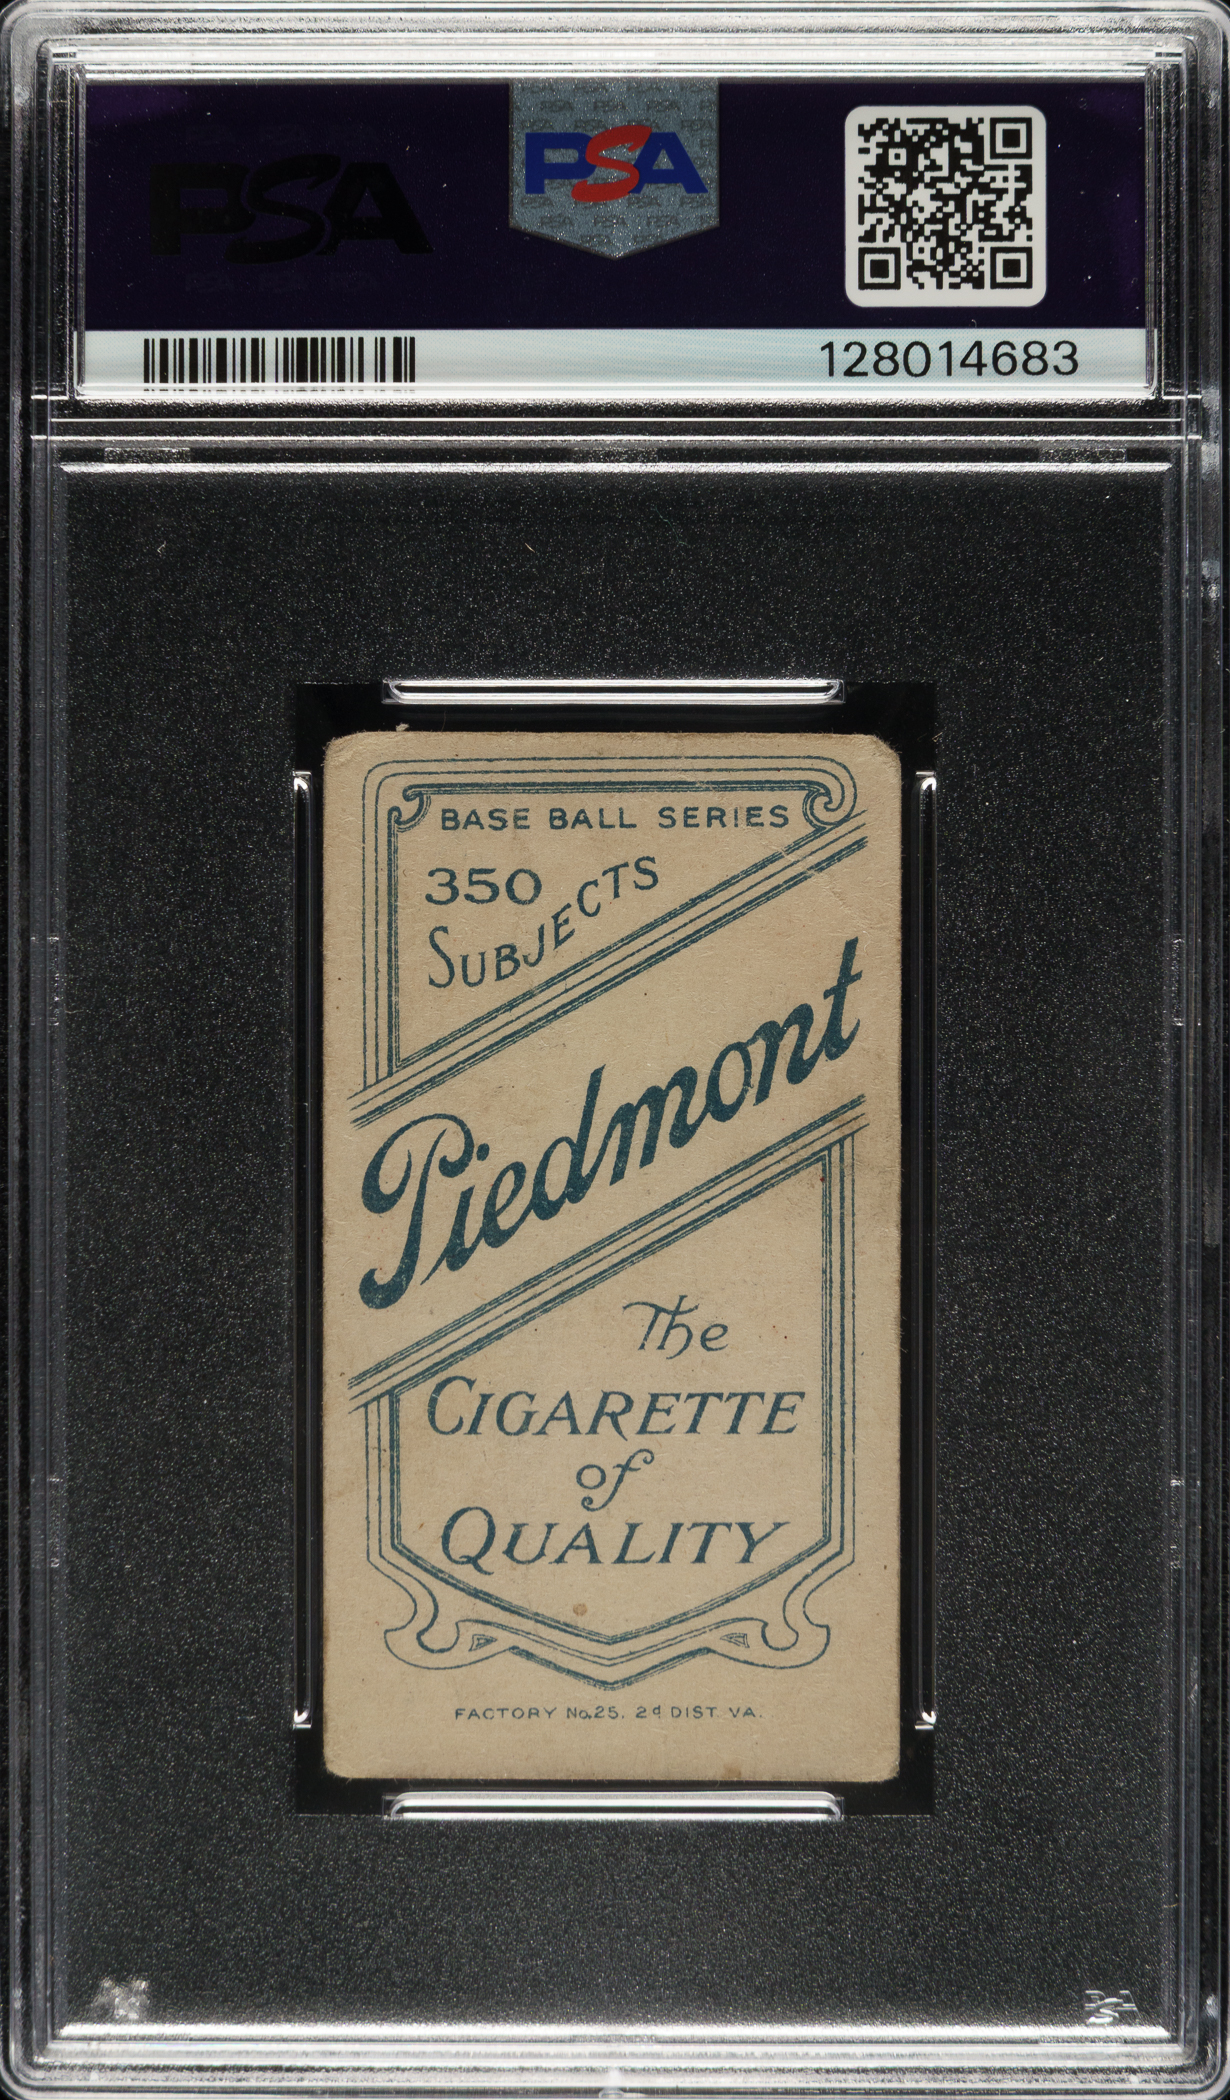 PSA
PSA
128014683
BASE BALL SERIES
350
SUBJECTS
Piedmont
The
CIGARETTE
of
QUALITY
FACTORY No.25. 2d DIST. VA.
PSA